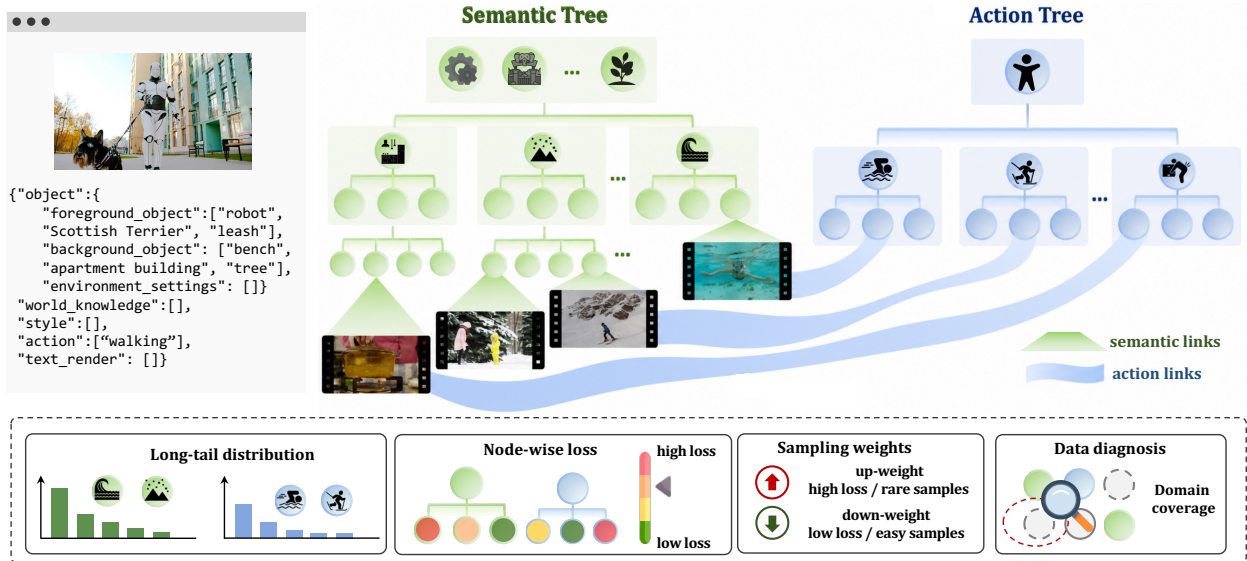 Semantic Tree
Action Tree
...
{"object":{
"foreground_object":["robot",
"Scottish Terrier", "leash"],
"background_object": ["bench",
"apartment building", "tree"],
"environment_settings": []}
"world_knowledge":[],
"style":[],
"action":[“walking”],
"text_render": []}
...
...
...
semantic links
action links
Long-tail distribution
Node-wise loss
high loss
low loss
Sampling weights
up-weight
high loss / rare samples
down-weight
low loss / easy samples
Data diagnosis
Domain
coverage